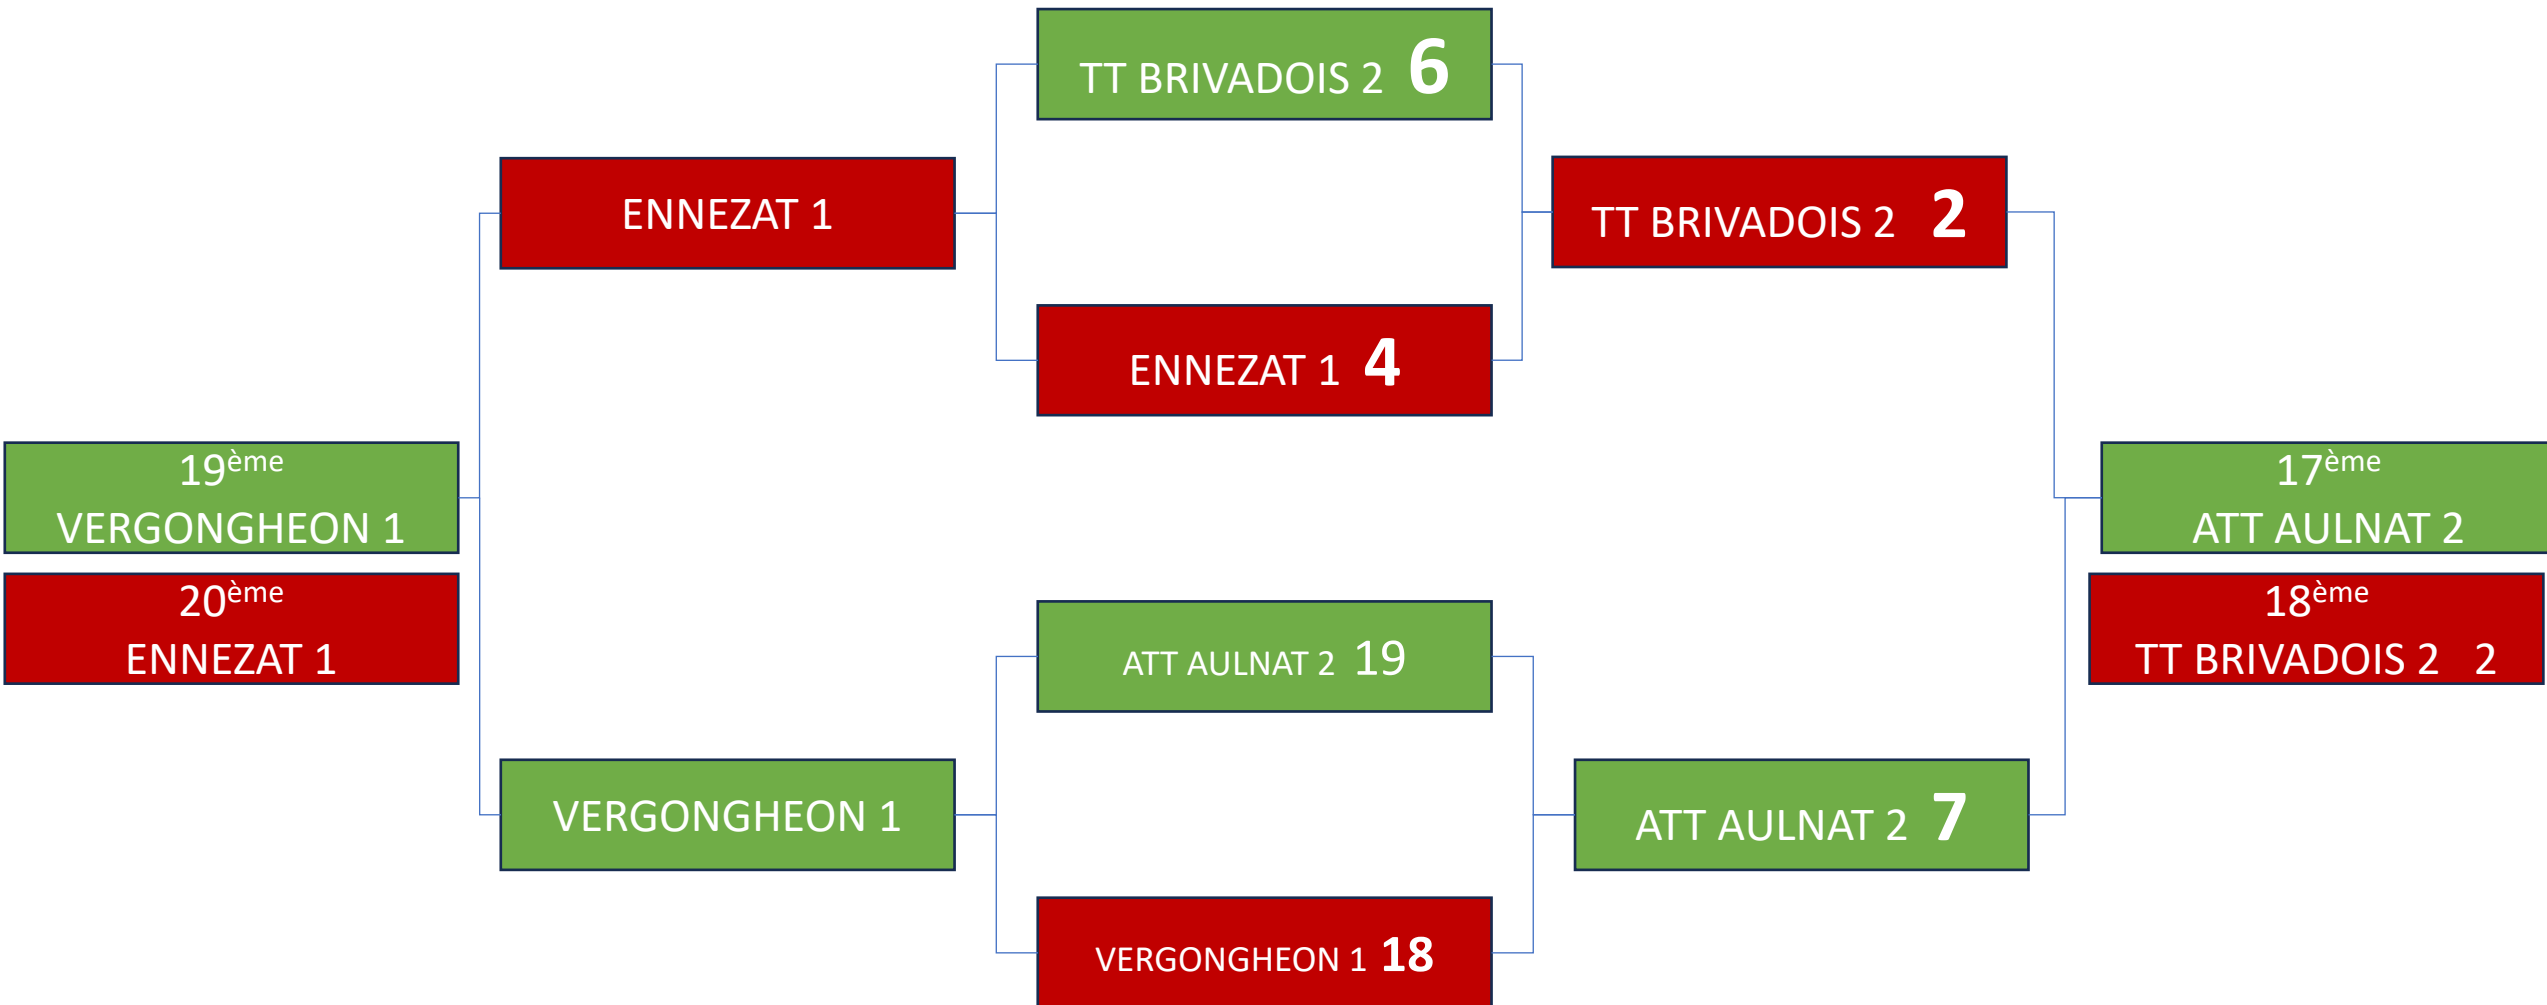 TT BRIVADOIS 2 6
ENNEZAT 1
TT BRIVADOIS 2 2
ENNEZAT 1 4
19ème
VERGONGHEON 1
17ème
ATT AULNAT 2
20ème
ENNEZAT 1
18ème
TT BRIVADOIS 2 2
ATT AULNAT 2 19
VERGONGHEON 1
ATT AULNAT 2 7
VERGONGHEON 1 18